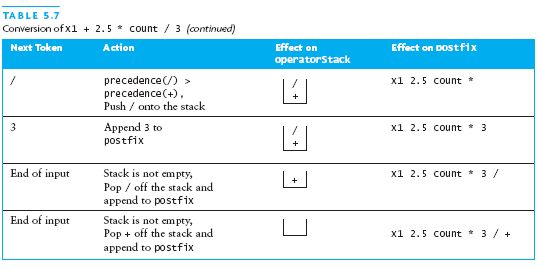 TABLE 5.7
Conversion of x1 + 2.5 * count / 3 (continued)
Next Token Action Effect on operatorStack Effect on postfix
/ precedence(/) > / x1 2.5 count *
precedence(+), +
Push / onto the stack
3 Append 3 to / x1 2.5 count * 3
postfix +
End of input Stack is not empty, + x1 2.5 count * 3 /
Pop / off the stack and
append to postfix
End of input Stack is not empty,
Pop + off the stack and x1 2.5 count * 3 / +
append to postfix